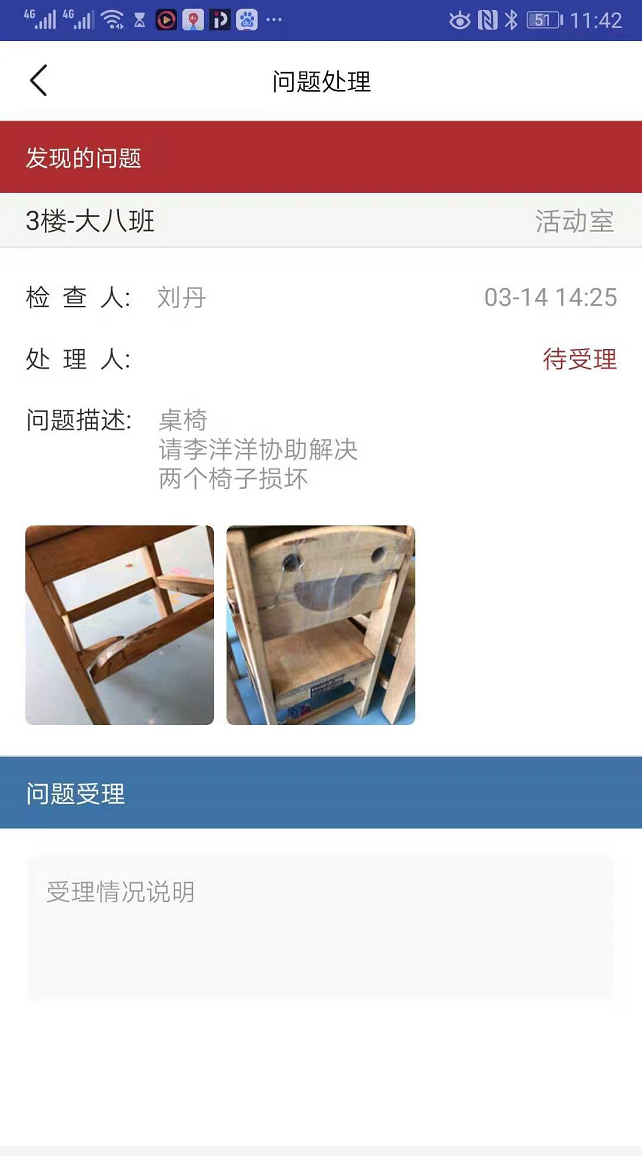 4G 4G 51 11:42
问题处理
发现的问题
3楼-大八班 活动室
检 查 人: 刘丹 03-14 14:25
处 理 人: 待受理
问题描述: 桌椅
请李洋洋协助解决
两个椅子损坏
问题受理
受理情况说明